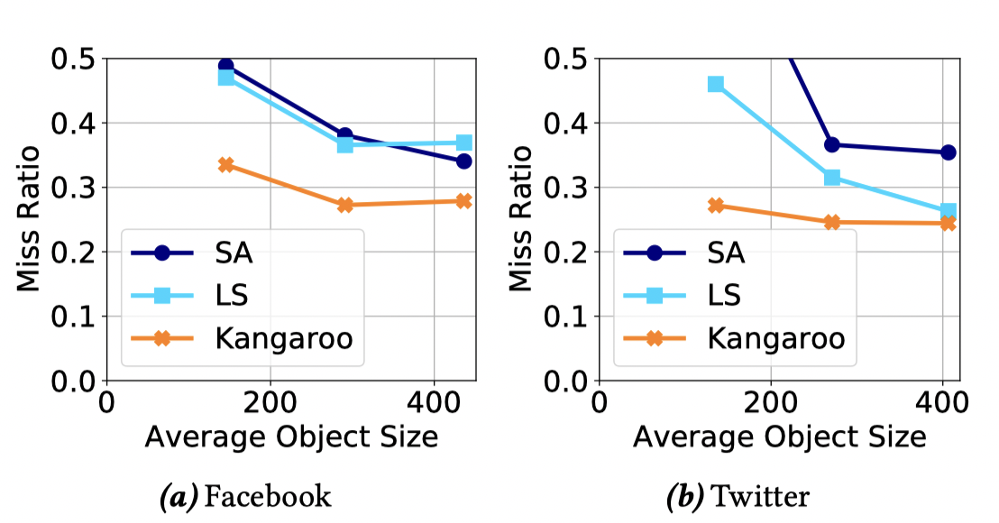 0.5
0.4
0.3
0.2
0.1
0.0
Miss Ratio
SA
LS
Kangaroo
0 200 400
Average Object Size
(a) Facebook
0.5
0.4
0.3
0.2
0.1
0.0
Miss Ratio
SA
LS
Kangaroo
0 200 400
Average Object Size
(b) Twitter